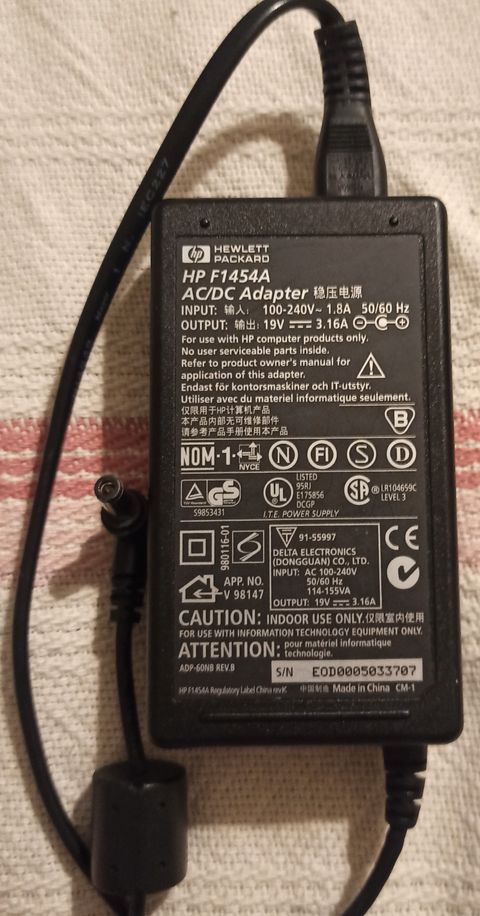 IEC227
hp HEWLETT
PACKARD
HP F1454A
AC/DC Adapter 稳压电源
INPUT: 输入: 100-240V~ 1.8A 50/60 Hz
OUTPUT: 输出: 19V 3.16A
For use with HP computer products only.
No user serviceable parts inside.
Refer to product owner's manual for
application of this adapter.
Endast för kontorsmaskiner och IT-utstyr.
Utiliser avec du materiel informatique seulement.
仅限用于HP计算机产品
本产品内部无可维修部件
请参考产品手册使用本产品
B
NOM-1 NYCE N FI S D
GS
S9853431
UL LISTED
95RJ
E175856
DCGP
I.T.E. POWER SUPPLY
SA ® LR104659C
LEVEL 3
980116-01
91-55997
DELTA ELECTRONICS
(DONGGUAN) CO., LTD.
INPUT: AC 100-240V
50/60 Hz
114-155VA
OUTPUT: 19V 3.16A
CE
APP. NO.
V 98147
CAUTION: INDOOR USE ONLY.仅限室内使用
FOR USE WITH INFORMATION TECHNOLOGY EQUIPMENT ONLY.
ATTENTION: pour matériel informatique
technologie.
ADP-60NB REV.B
S/N EOD0005033707
HP F1454A Regulatory Label China rev.K 中国制造 Made in China CM-1